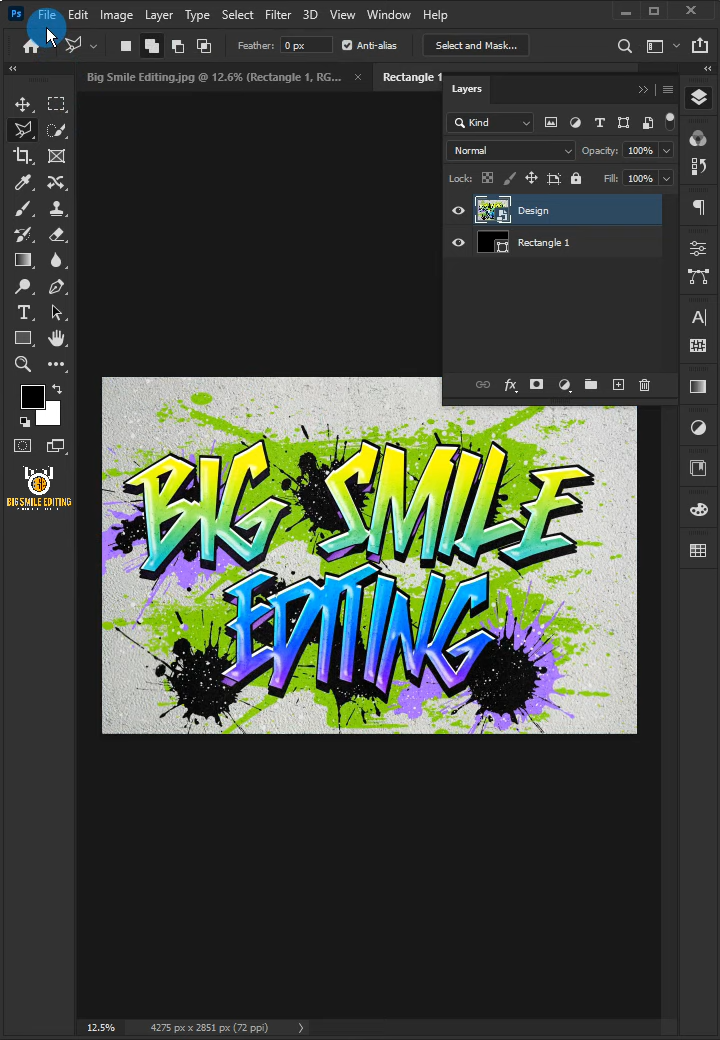 Ps File Edit Image Layer Type Select Filter 3D View Window Help
Feather: 0 px Anti-alias Select and Mask...
Big Smile Editing.jpg @ 12.6% (Rectangle 1, RG... × Rectangle 1
Layers
Kind
Normal Opacity: 100%
Lock: Fill: 100%
Design
Rectangle 1
BIG SMILE
EDITING
BIG SMILE EDITING
12.5% 4275 px x 2851 px (72 ppi)